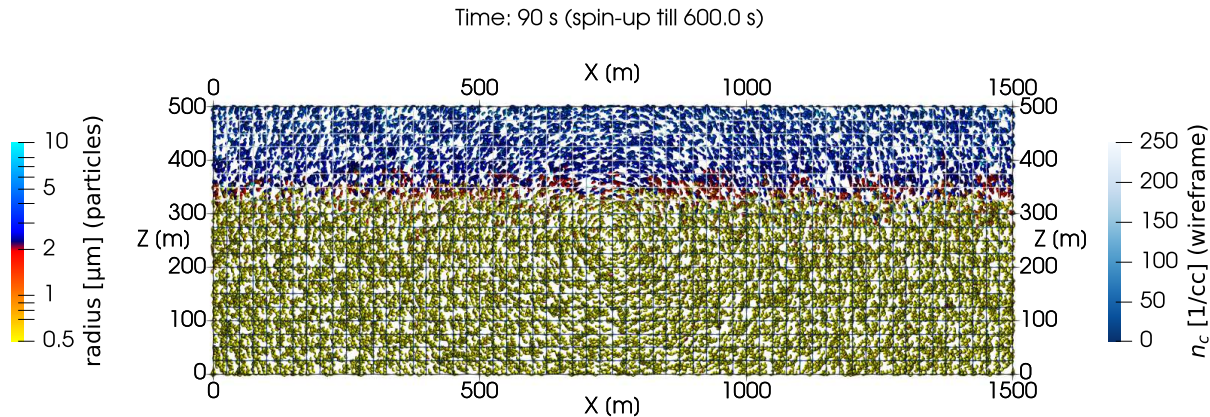 Time: 90 s (spin-up till 600.0 s)
X (m)
0 500 1000 1500
500 500
400 400
300 300
Z (m) Z (m)
200 200
100 100
0 0
0 500 1000 1500
X (m)
10
5
2
1
0.5
radius [μm] (particles)
250
200
150
100
50
0
n_c [1/cc] (wireframe)